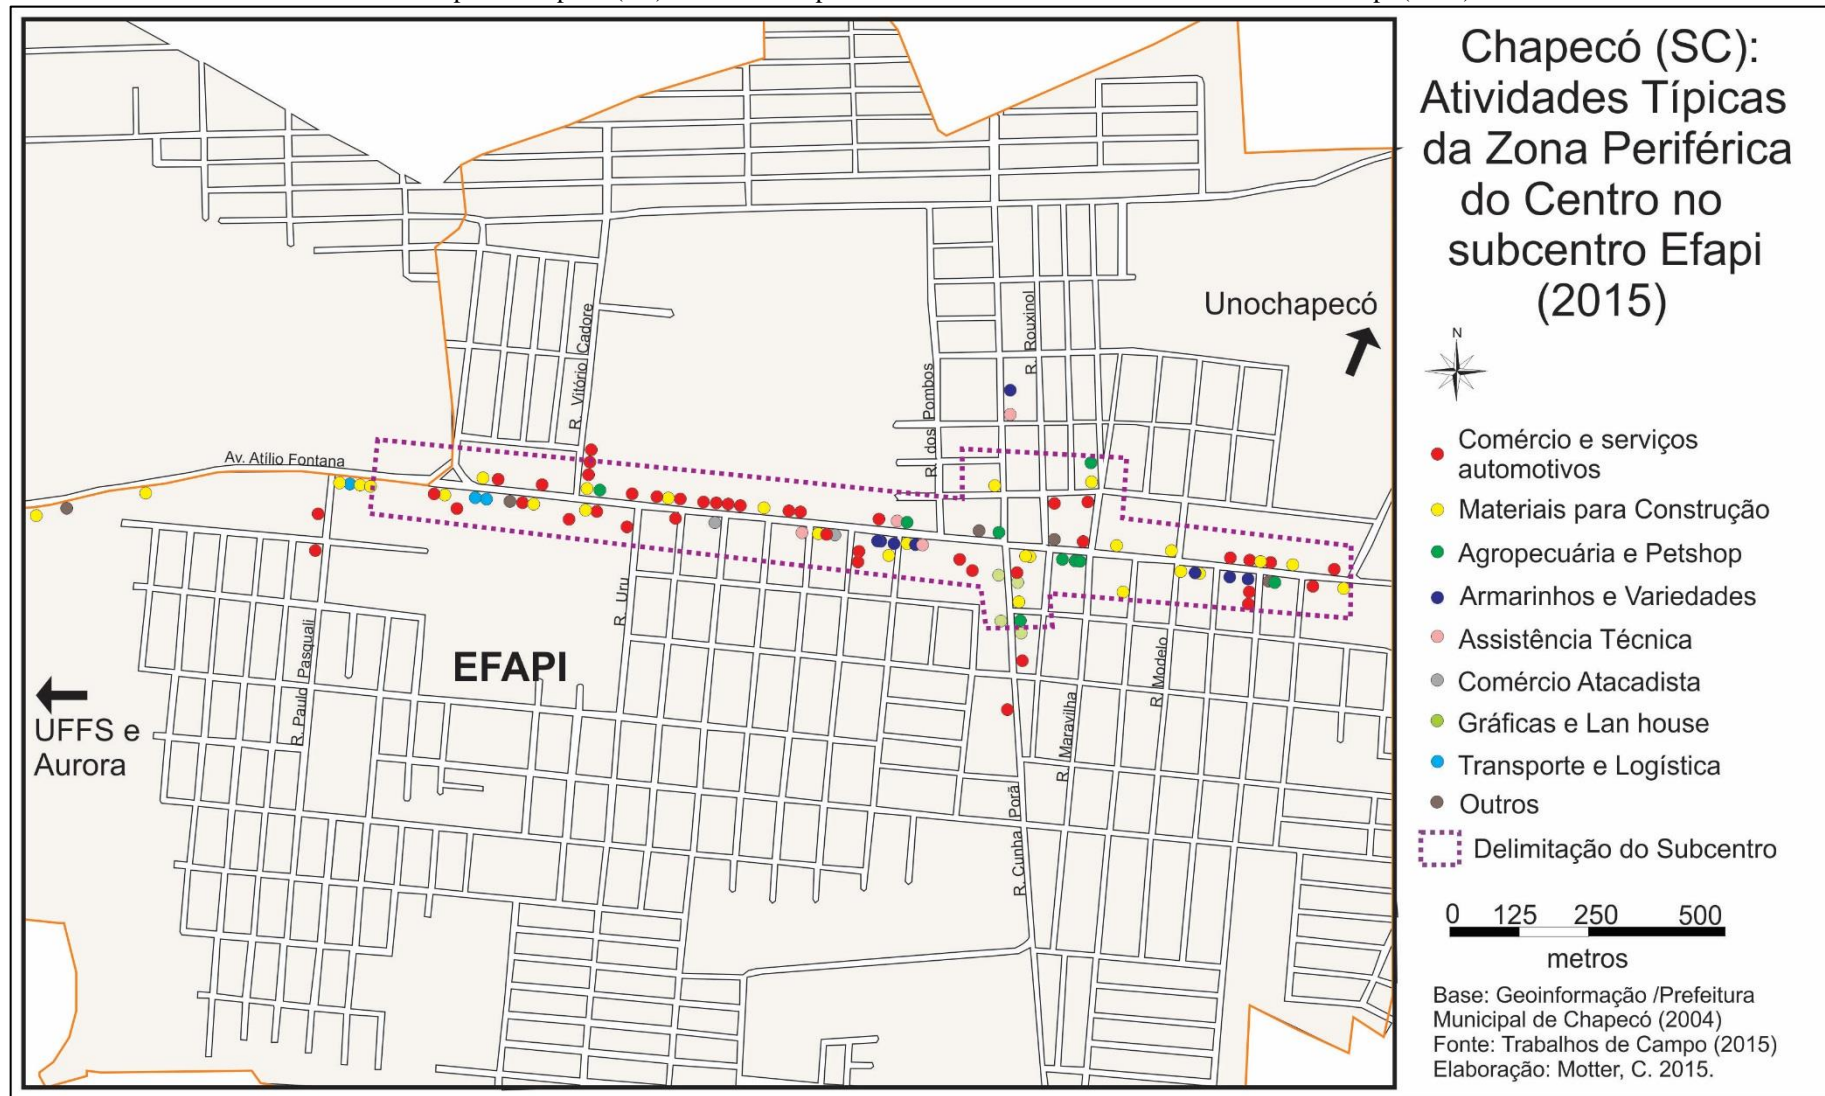 Chapecó (SC):
Atividades Típicas
da Zona Periférica
do Centro no
subcentro Efapi
(2015)
N
Unochapecó
R. Rouxinol
R. Vitório Cadore
R. dos Pombos
Av. Atílio Fontana
R. Uru
R. Paulo Pasquali
EFAPI
R. Modelo
R. Maravilha
R. Cunha Porã
UFFS e
Aurora
Comércio e serviços
automotivos
Materiais para Construção
Agropecuária e Petshop
Armarinhos e Variedades
Assistência Técnica
Comércio Atacadista
Gráficas e Lan house
Transporte e Logística
Outros
Delimitação do Subcentro
0 125 250 500
metros
Base: Geoinformação /Prefeitura
Municipal de Chapecó (2004)
Fonte: Trabalhos de Campo (2015)
Elaboração: Motter, C. 2015.